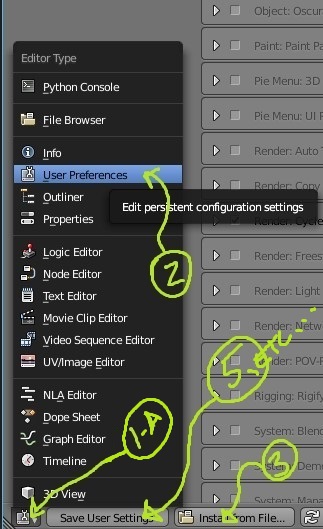 Object: Oscur
Editor Type
Paint: Paint Pa
Python Console
Pie Menu: 3D
File Browser
Pie Menu: UI F
Info
Render: Auto
User Preferences
Render: Copy
Outliner
Edit persistent configuration settings
Properties
Render: Cycle
Logic Editor
Render: Frees
Node Editor
2
Text Editor
Render: Light
Movie Clip Editor
Render: Netw
Video Sequence Editor
5.etc...
UV/Image Editor
Render: POV-F
NLA Editor
Rigging: Rigify
Dope Sheet
1.A
Graph Editor
System: Blend
Timeline
System: Demo
3D View
System: Mana
Save User Settings
Install from File...